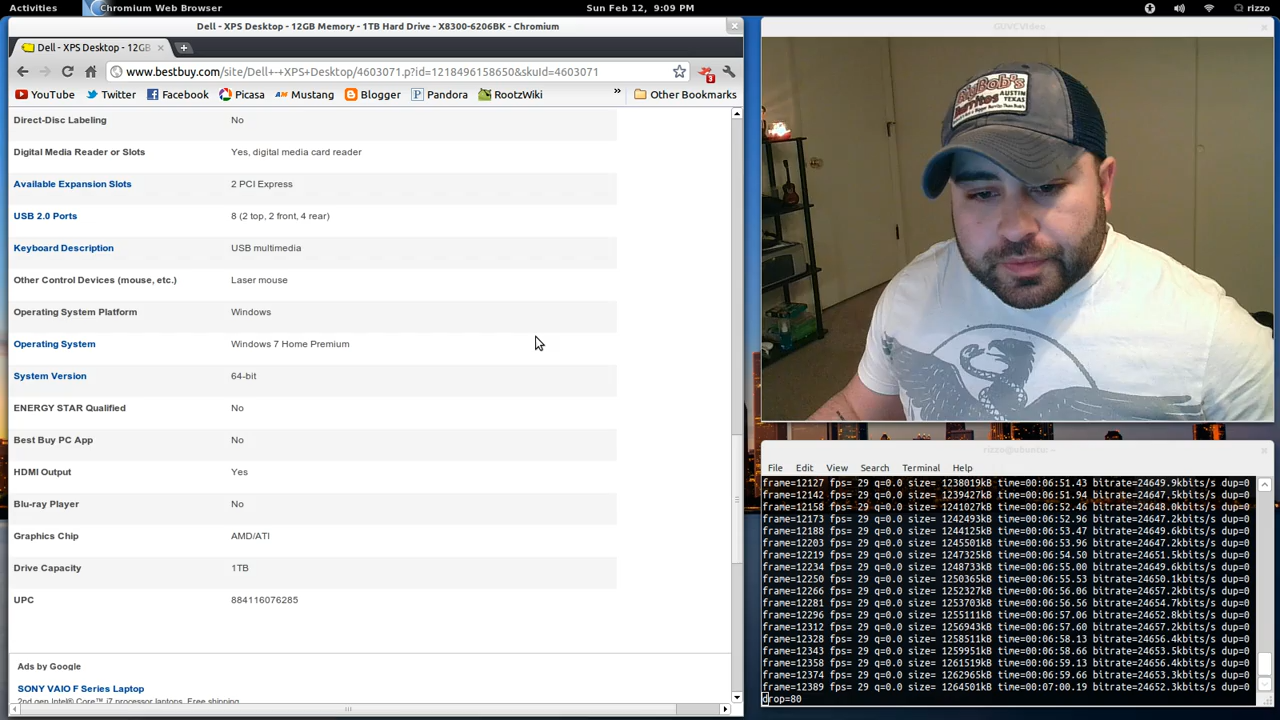 Activities
Chromium Web Browser
Sun Feb 12, 9:09 PM
rizzo
Dell - XPS Desktop - 12GB Memory - 1TB Hard Drive - X8300-6206BK - Chromium
Dell - XPS Desktop - 12GB
www.bestbuy.com/site/Dell+-+XPS+Desktop/4603071.p?id=1218496158650&skuId=4603071
3
YouTube
Twitter
Facebook
Picasa
Music
Blogger
Pandora
RootzWiki
»
Other Bookmarks
Direct-Disc Labeling No
Digital Media Reader or Slots Yes, digital media card reader
Available Expansion Slots 2 PCI Express
USB 2.0 Ports 8 (2 top, 2 front, 4 rear)
Keyboard Description USB multimedia
Other Control Devices (mouse, etc.) Laser mouse
Operating System Platform Windows
Operating System Windows 7 Home Premium
System Version 64-bit
ENERGY STAR Qualified No
Best Buy PC App No
HDMI Output Yes
Blu-ray Player No
Graphics Chip AMD/ATI
Drive Capacity 1TB
UPC 884116076285
Ads by Google
SONY VAIO F Series Laptop
2nd gen Intel® Core™ i7 processor laptops. Free shipping
GUVCVideo
BigBob's
Burritos
AUSTIN
TEXAS
rizzo@ubuntu: ~
File Edit View Search Terminal Help
frame=12127 fps= 29 q=0.0 size= 1238019kB time=00:06:51.43 bitrate=24649.9kbits/s dup=0
frame=12142 fps= 29 q=0.0 size= 1239427kB time=00:06:51.94 bitrate=24647.5kbits/s dup=0
frame=12158 fps= 29 q=0.0 size= 1241027kB time=00:06:52.46 bitrate=24648.0kbits/s dup=0
frame=12173 fps= 29 q=0.0 size= 1242493kB time=00:06:52.96 bitrate=24647.2kbits/s dup=0
frame=12188 fps= 29 q=0.0 size= 1244125kB time=00:06:53.47 bitrate=24649.6kbits/s dup=0
frame=12203 fps= 29 q=0.0 size= 1245501kB time=00:06:53.96 bitrate=24647.2kbits/s dup=0
frame=12219 fps= 29 q=0.0 size= 1247325kB time=00:06:54.50 bitrate=24651.5kbits/s dup=0
frame=12234 fps= 29 q=0.0 size= 1248733kB time=00:06:55.00 bitrate=24649.6kbits/s dup=0
frame=12250 fps= 29 q=0.0 size= 1250365kB time=00:06:55.53 bitrate=24650.1kbits/s dup=0
frame=12266 fps= 29 q=0.0 size= 1252327kB time=00:06:56.06 bitrate=24657.2kbits/s dup=0
frame=12281 fps= 29 q=0.0 size= 1253703kB time=00:06:56.56 bitrate=24654.7kbits/s dup=0
frame=12296 fps= 29 q=0.0 size= 1255111kB time=00:06:57.06 bitrate=24652.8kbits/s dup=0
frame=12312 fps= 29 q=0.0 size= 1256943kB time=00:06:57.60 bitrate=24657.2kbits/s dup=0
frame=12328 fps= 29 q=0.0 size= 1258511kB time=00:06:58.13 bitrate=24656.4kbits/s dup=0
frame=12343 fps= 29 q=0.0 size= 1259951kB time=00:06:58.66 bitrate=24653.5kbits/s dup=0
frame=12358 fps= 29 q=0.0 size= 1261519kB time=00:06:59.13 bitrate=24656.4kbits/s dup=0
frame=12374 fps= 29 q=0.0 size= 1262965kB time=00:06:59.66 bitrate=24653.3kbits/s dup=0
frame=12389 fps= 29 q=0.0 size= 1264501kB time=00:07:00.19 bitrate=24652.3kbits/s dup=0
drop=80